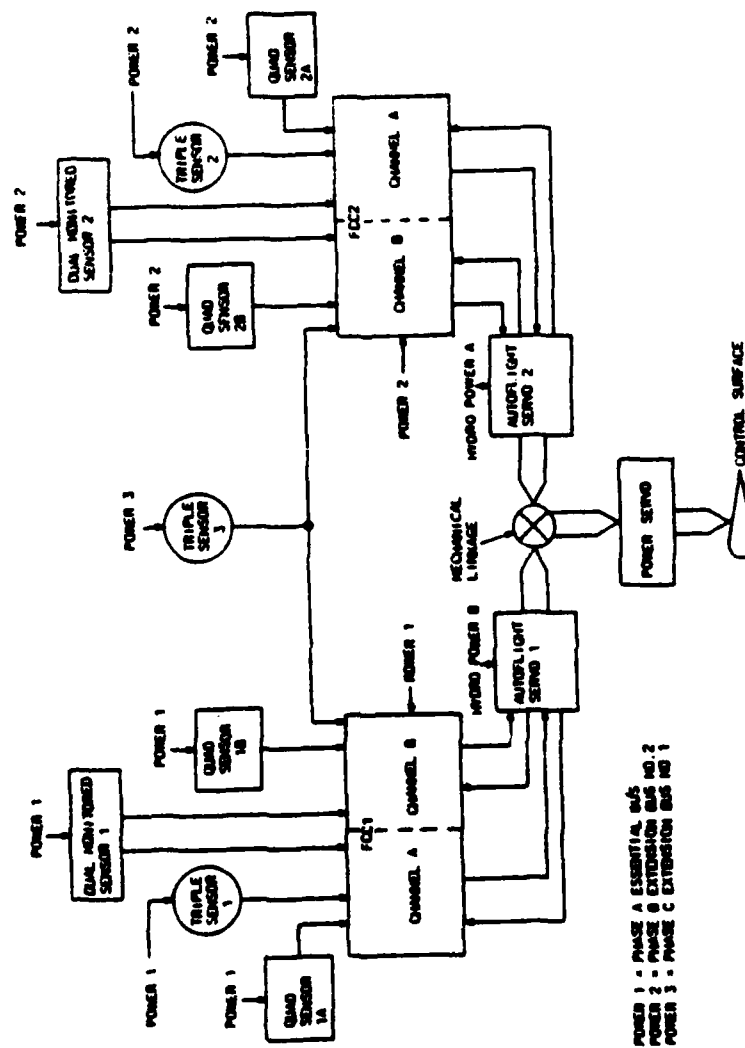 POWER 1
DUAL MONITORED
SENSOR 1
POWER 1
TRIPLE
SENSOR
1
POWER 1
QUAD
SENSOR
1A
POWER 1
QUAD
SENSOR
1B
FCC1
CHANNEL A
CHANNEL B
POWER 1
POWER 3
TRIPLE
SENSOR
3
POWER 2
DUAL MONITORED
SENSOR 2
POWER 2
TRIPLE
SENSOR
2
POWER 2
QUAD
SENSOR
2A
POWER 2
QUAD
SENSOR
2B
FCC2
CHANNEL B
CHANNEL A
POWER 2
HYDRO POWER B
AUTOFLIGHT
SERVO 1
MECHANICAL
LINKAGE
HYDRO POWER A
AUTOFLIGHT
SERVO 2
POWER SERVO
CONTROL SURFACE
POWER 1 = PHASE A ESSENTIAL BUS
POWER 2 = PHASE B EXTENSION BUS NO.2
POWER 3 = PHASE C EXTENSION BUS NO 1